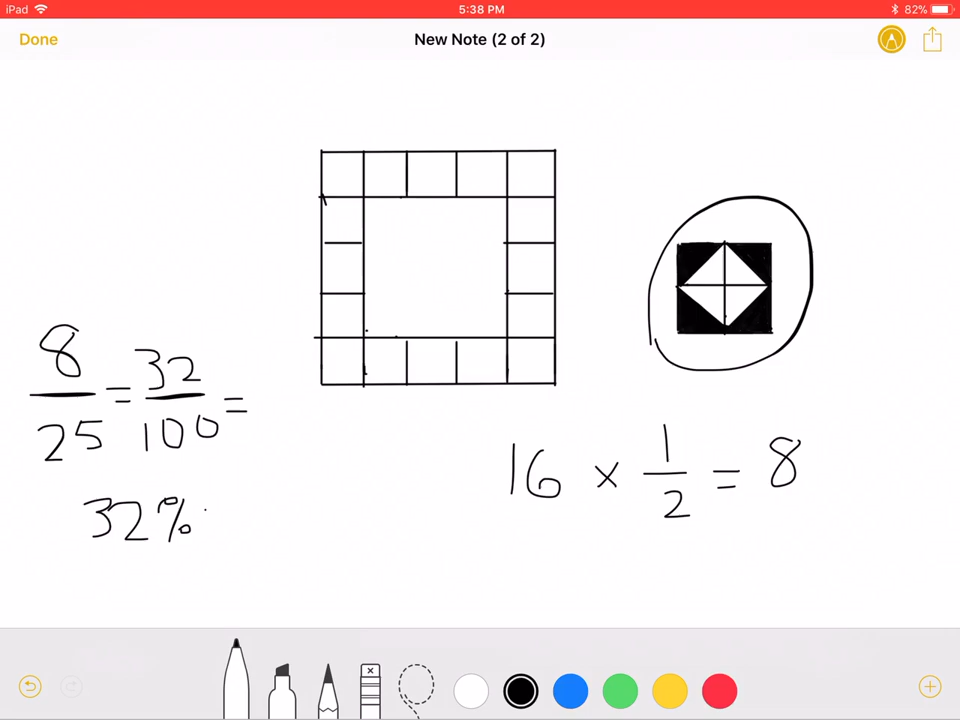 iPad 5:38 PM 82%
Done New Note (2 of 2)
8/25 = 32/100 =
32%
16 × 1/2 = 8